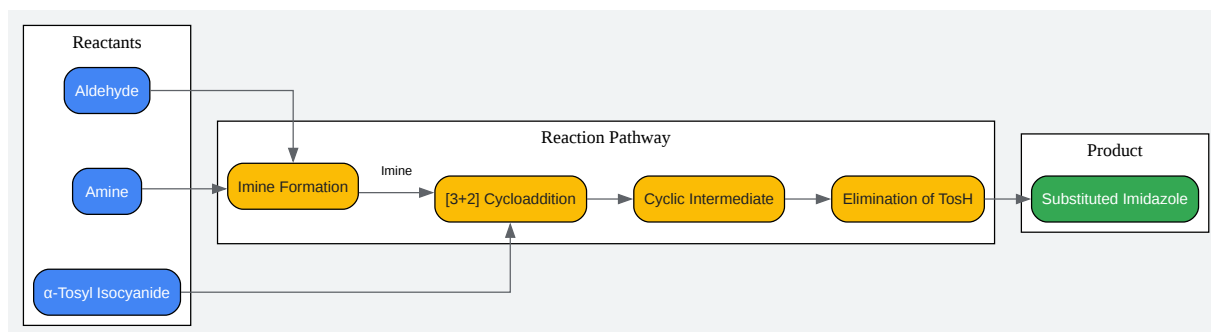 Reactants
Aldehyde
Amine
α-Tosyl Isocyanide
Reaction Pathway
Imine Formation
Imine
[3+2] Cycloaddition
Cyclic Intermediate
Elimination of TosH
Product
Substituted Imidazole